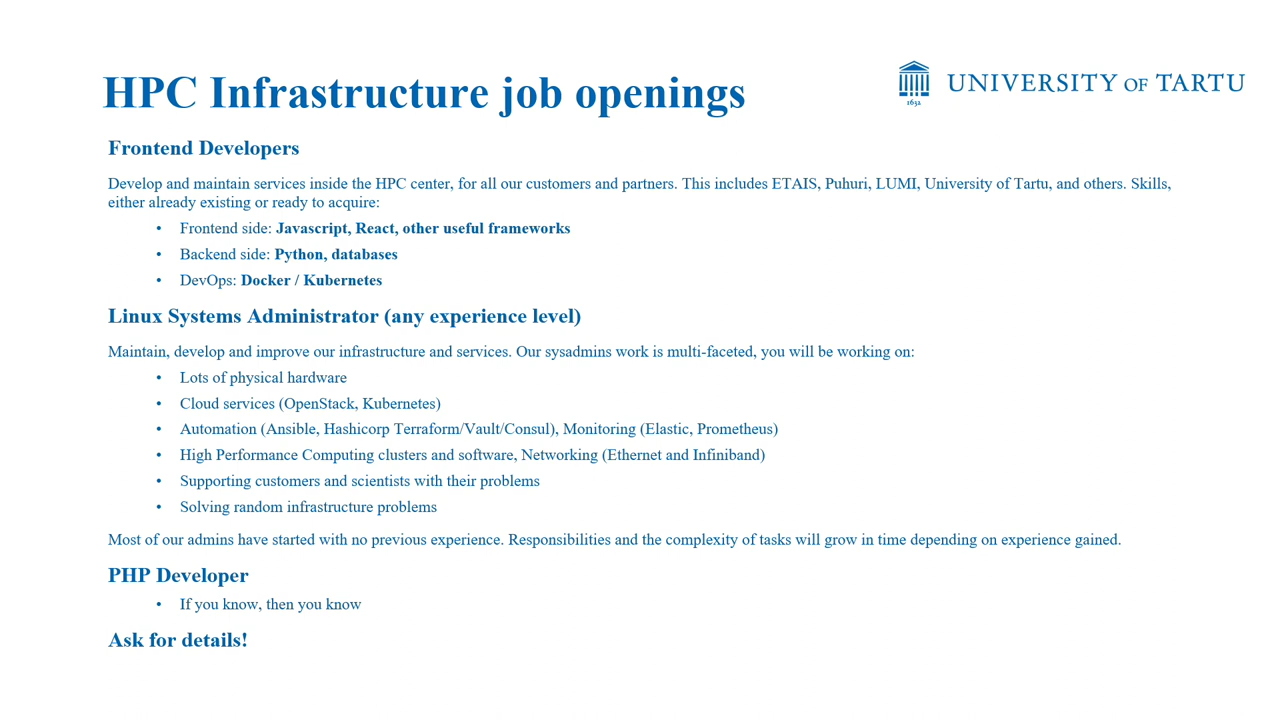 HPC Infrastructure job openings
1632
UNIVERSITY OF TARTU
Frontend Developers
Develop and maintain services inside the HPC center, for all our customers and partners. This includes ETAIS, Puhuri, LUMI, University of Tartu, and others. Skills,
either already existing or ready to acquire:
• Frontend side: Javascript, React, other useful frameworks
• Backend side: Python, databases
• DevOps: Docker / Kubernetes
Linux Systems Administrator (any experience level)
Maintain, develop and improve our infrastructure and services. Our sysadmins work is multi-faceted, you will be working on:
• Lots of physical hardware
• Cloud services (OpenStack, Kubernetes)
• Automation (Ansible, Hashicorp Terraform/Vault/Consul), Monitoring (Elastic, Prometheus)
• High Performance Computing clusters and software, Networking (Ethernet and Infiniband)
• Supporting customers and scientists with their problems
• Solving random infrastructure problems
Most of our admins have started with no previous experience. Responsibilities and the complexity of tasks will grow in time depending on experience gained.
PHP Developer
• If you know, then you know
Ask for details!